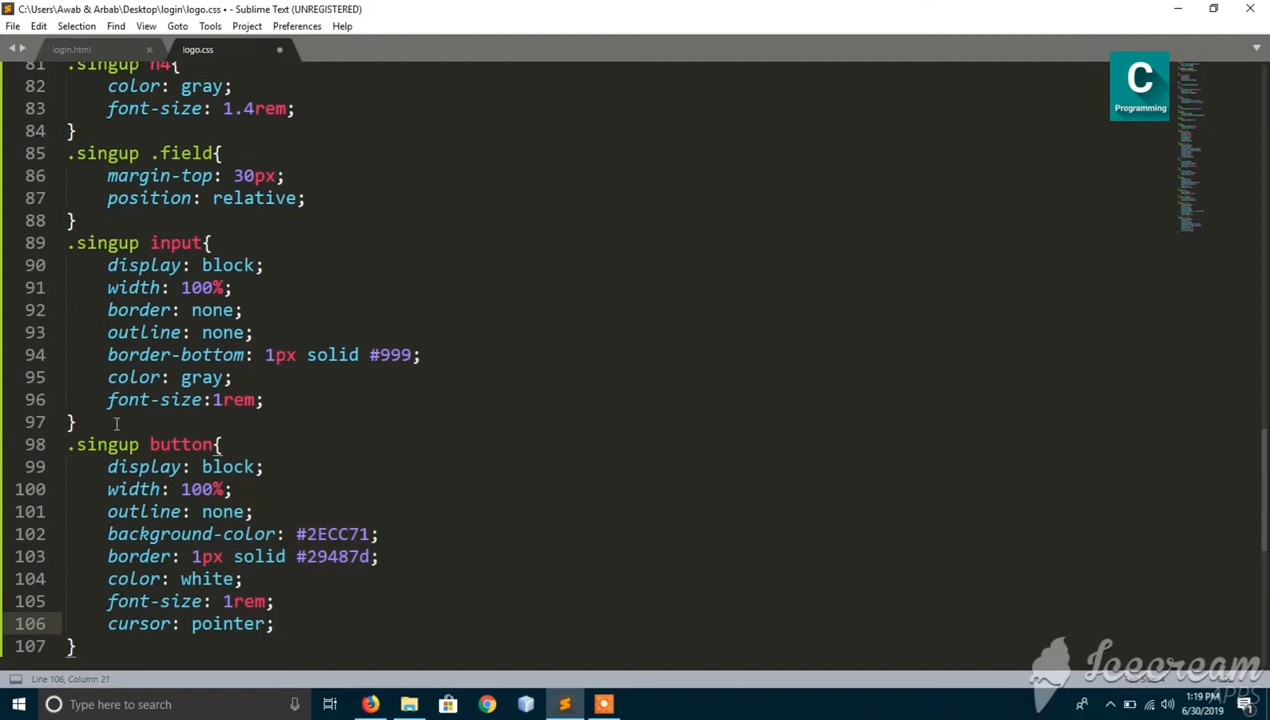 C:\Users\Awab & Arbab\Desktop\login\logo.css • - Sublime Text (UNREGISTERED)
File Edit Selection Find View Goto Tools Project Preferences Help
login.html logo.css
81 .singup h4{
82 color: gray;
83 font-size: 1.4rem;
84 }
85 .singup .field{
86 margin-top: 30px;
87 position: relative;
88 }
89 .singup input{
90 display: block;
91 width: 100%;
92 border: none;
93 outline: none;
94 border-bottom: 1px solid #999;
95 color: gray;
96 font-size:1rem;
97 }
98 .singup button{
99 display: block;
100 width: 100%;
101 outline: none;
102 background-color: #2ECC71;
103 border: 1px solid #29487d;
104 color: white;
105 font-size: 1rem;
106 cursor: pointer;
107 }
C
Programming
Line 106, Column 21
Icecream
APPS
Type here to search
1:19 PM
6/30/2019